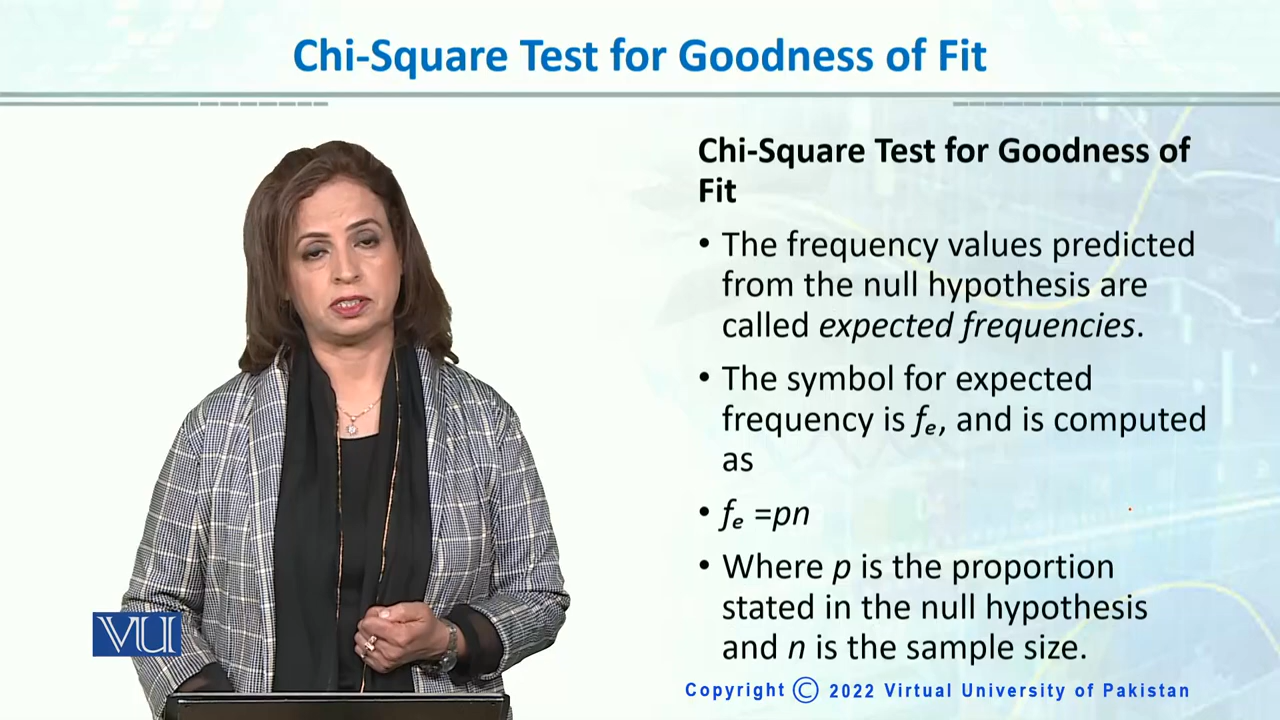 Chi-Square Test for Goodness of Fit
Chi-Square Test for Goodness of
Fit
• The frequency values predicted
from the null hypothesis are
called expected frequencies.
• The symbol for expected
frequency is fₑ, and is computed
as
• fₑ =pn
• Where p is the proportion
stated in the null hypothesis
and n is the sample size.
VU
Copyright © 2022 Virtual University of Pakistan